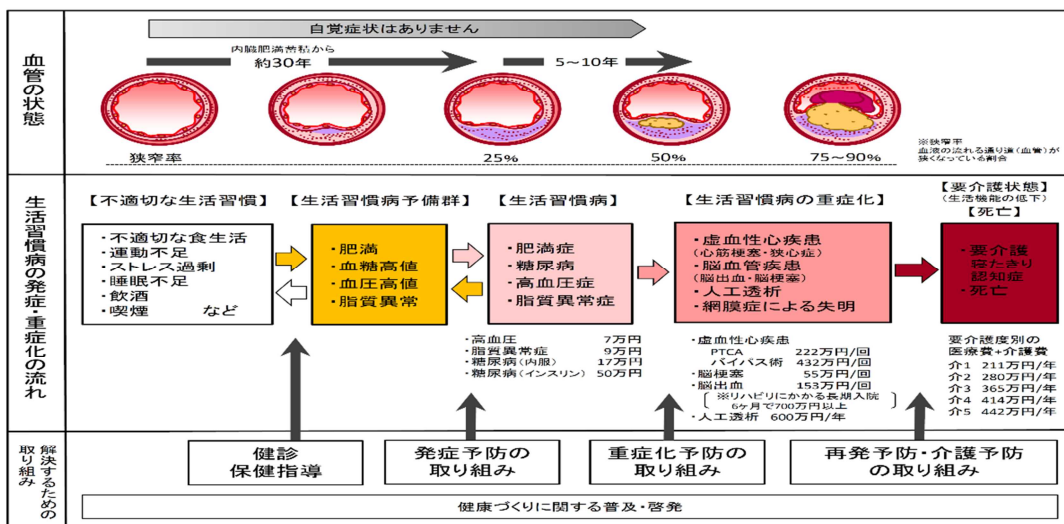 血管の状態
自覚症状はありません
内臓肥満蓄積から
約30年
5～10年
狭窄率
25%
50%
75～90%
※狭窄率
血液の流れる通り道(血管)が
狭くなっている割合
生活習慣病の発症・重症化の流れ
【不適切な生活習慣】
・不適切な食生活
・運動不足
・ストレス過剰
・睡眠不足
・飲酒
・喫煙 など
【生活習慣病予備群】
・肥満
・血糖高値
・血圧高値
・脂質異常
【生活習慣病】
・肥満症
・糖尿病
・高血圧症
・脂質異常症
・高血圧 7万円
・脂質異常症 9万円
・糖尿病(内服) 17万円
・糖尿病(インスリン) 50万円
【生活習慣病の重症化】
・虚血性心疾患
(心筋梗塞・狭心症)
・脳血管疾患
(脳出血・脳梗塞)
・人工透析
・網膜症による失明
・虚血性心疾患
PTCA 222万円/回
バイパス術 432万円/回
・脳梗塞 55万円/回
・脳出血 153万円/回
※リハビリにかかる長期入院
6ヶ月で700万円以上
・人工透析 600万円/年
【要介護状態】
(生活機能の低下)
【死亡】
・要介護
寝たきり
認知症
・死亡
要介護度別の
医療費+介護費
介1 211万円/年
介2 280万円/年
介3 365万円/年
介4 414万円/年
介5 442万円/年
解決するための
取り組み
健診
保健指導
発症予防の
取り組み
重症化予防の
取り組み
再発予防・介護予防
の取り組み
健康づくりに関する普及・啓発